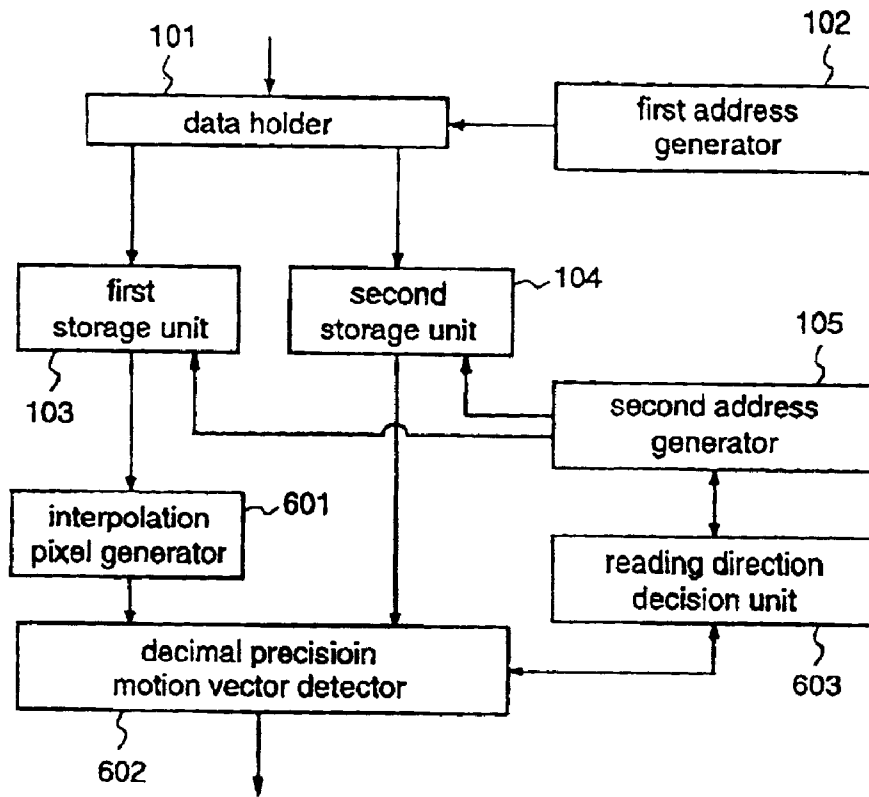 101
102
data holder
first address
generator
first
storage unit
second
storage unit
104
103
105
second address
generator
interpolation
pixel generator
601
reading direction
decision unit
decimal precisioin
motion vector detector
603
602